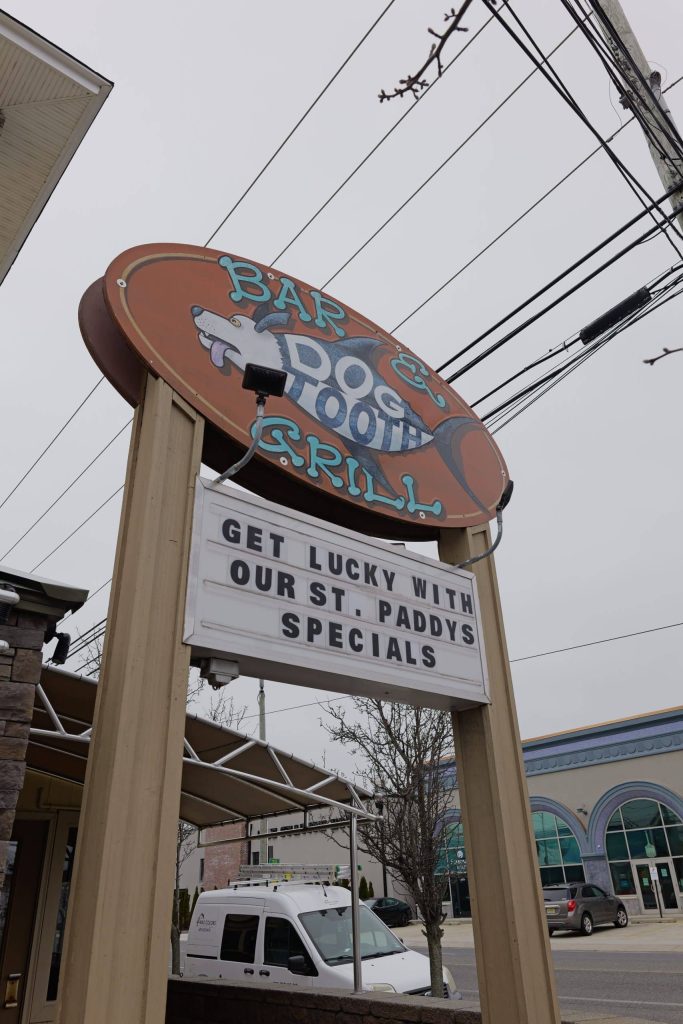 BAR &
DOG
TOOTH
GRILL
GET LUCKY WITH
OUR ST. PADDYS
SPECIALS